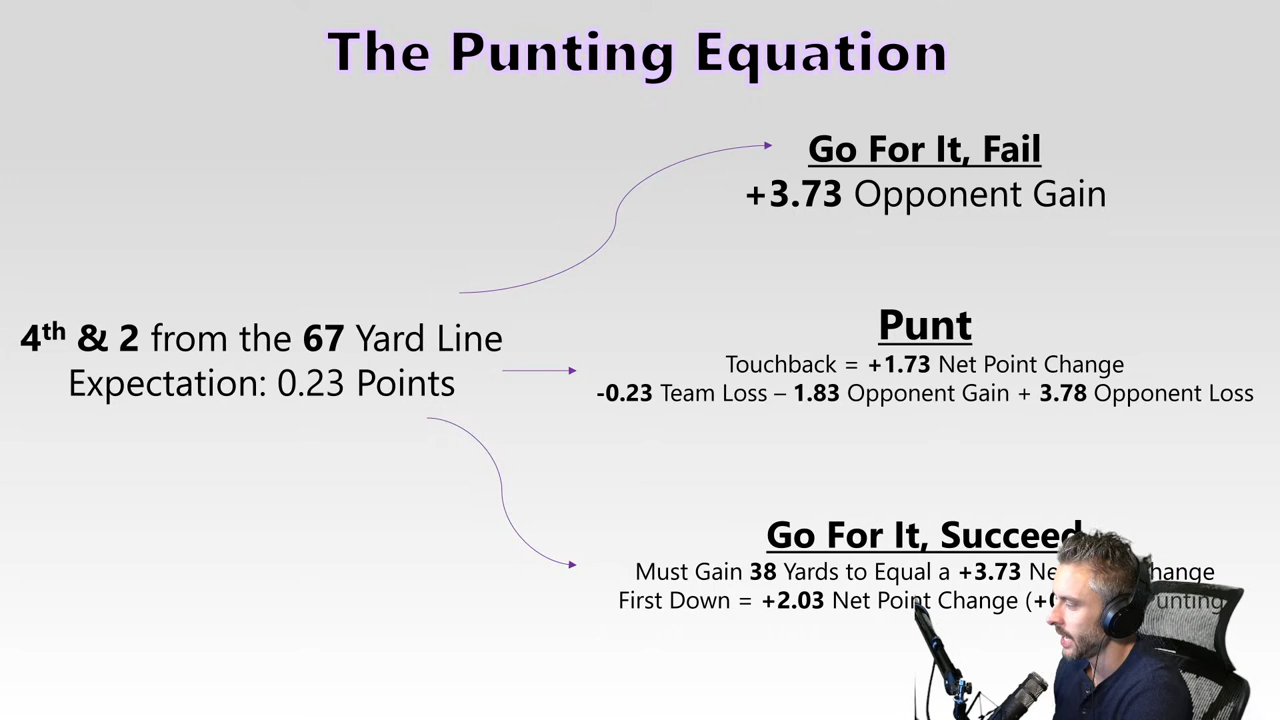 The Punting Equation
Go For It, Fail
+3.73 Opponent Gain
4th & 2 from the 67 Yard Line
Expectation: 0.23 Points
Punt
Touchback = +1.73 Net Point Change
-0.23 Team Loss – 1.83 Opponent Gain + 3.78 Opponent Loss
Go For It, Succeed
Must Gain 38 Yards to Equal a +3.73
First Down = +2.03 Net Point Change